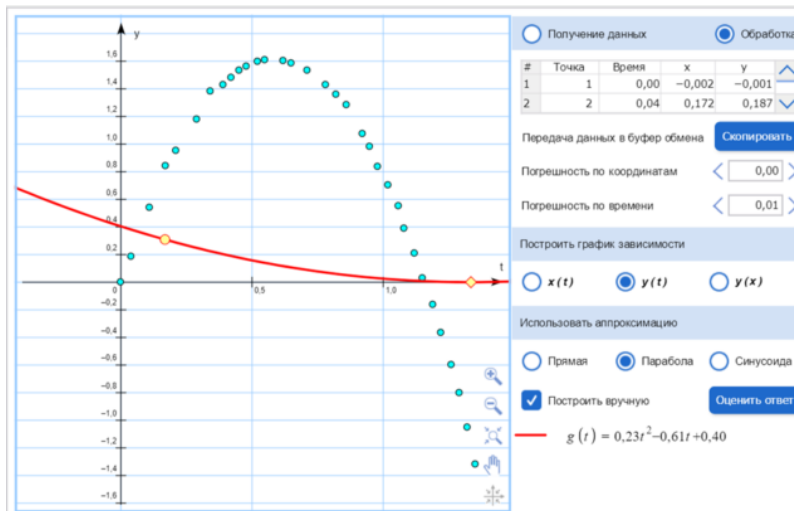 y
1,6
1,4
1,2
1,0
0,8
0,6
0,4
0,2
t
0
0,5
1,0
−0,2
−0,4
−0,6
−0,8
−1,0
−1,2
−1,4
−1,6
Получение данных
Обработка
# Точка Время x y
1 1 0,00 −0,002 −0,001
2 2 0,04 0,172 0,187
Передача данных в буфер обмена Скопировать
Погрешность по координатам 0,00
Погрешность по времени 0,01
Построить график зависимости
x(t) y(t) y(x)
Использовать аппроксимацию
Прямая Парабола Синусоида
Построить вручную Оценить ответ
g(t) = 0,23t²−0,61t+0,40